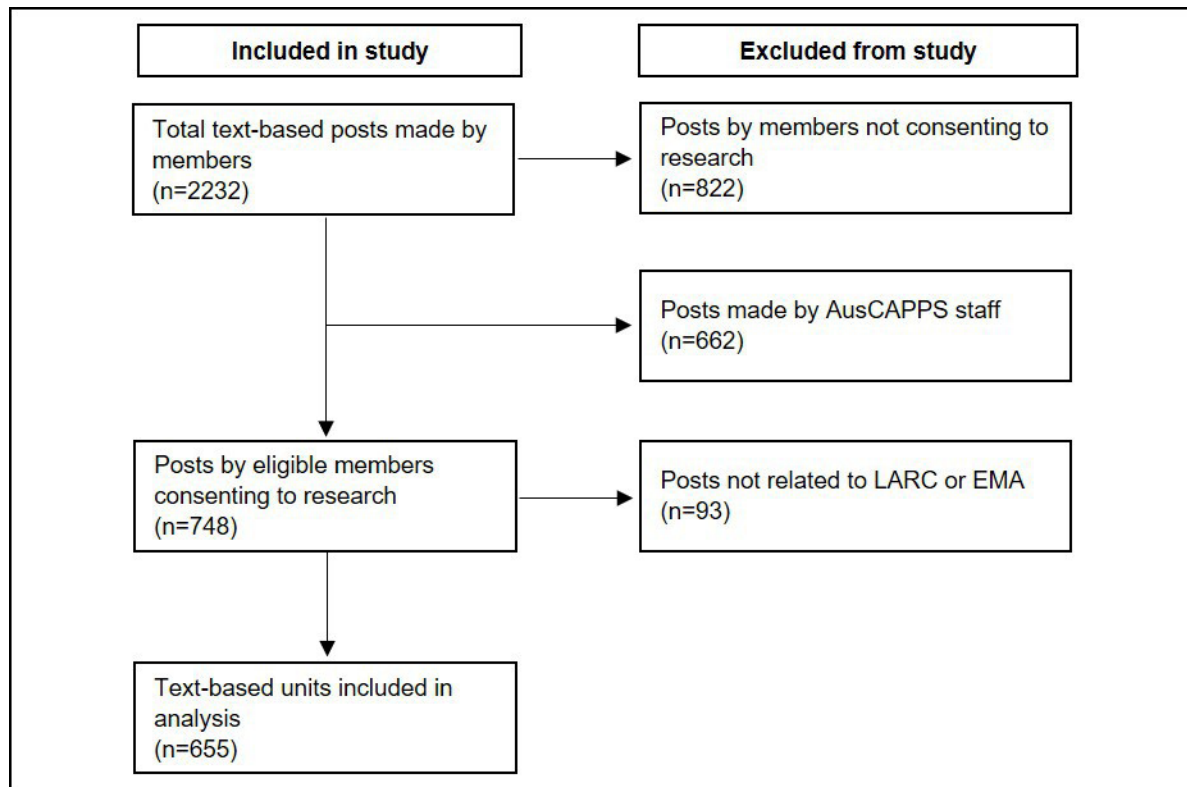 Included in study
Excluded from study
Total text-based posts made by
members
(n=2232)
Posts by members not consenting to
research
(n=822)
Posts made by AusCAPPS staff
(n=662)
Posts by eligible members
consenting to research
(n=748)
Posts not related to LARC or EMA
(n=93)
Text-based units included in
analysis
(n=655)